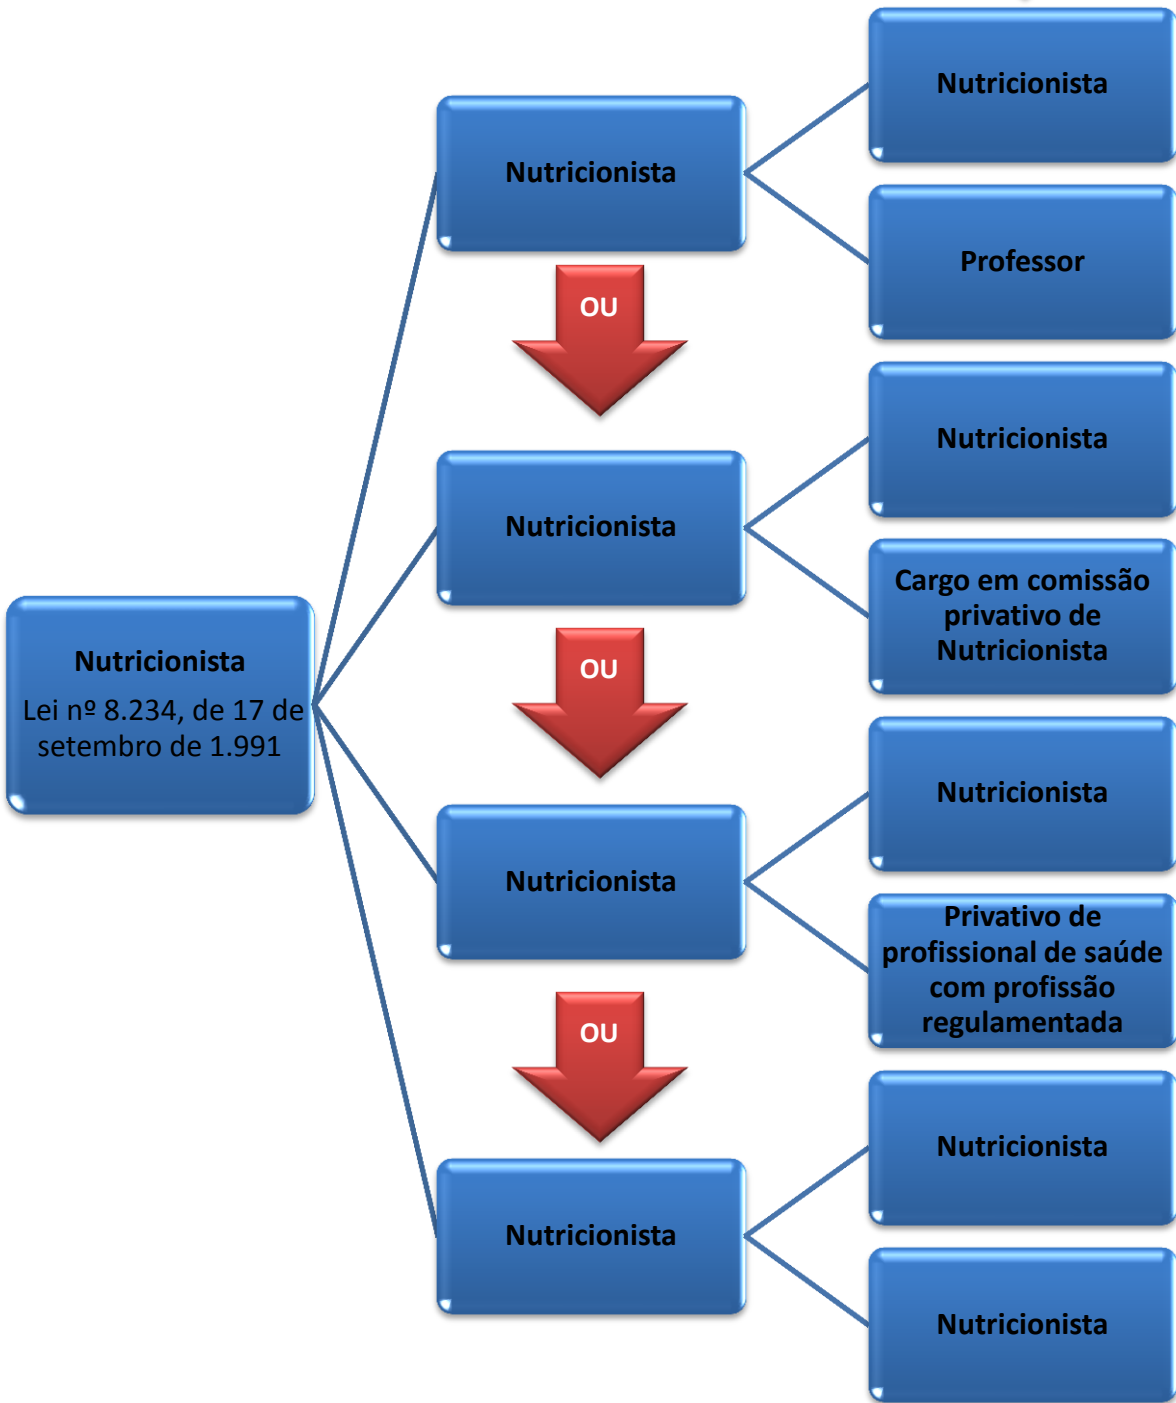 Nutricionista
Lei nº 8.234, de 17 de
setembro de 1.991
Nutricionista
Nutricionista
Professor
OU
Nutricionista
Nutricionista
Cargo em comissão
privativo de
Nutricionista
OU
Nutricionista
Nutricionista
Privativo de
profissional de saúde
com profissão
regulamentada
OU
Nutricionista
Nutricionista
Nutricionista